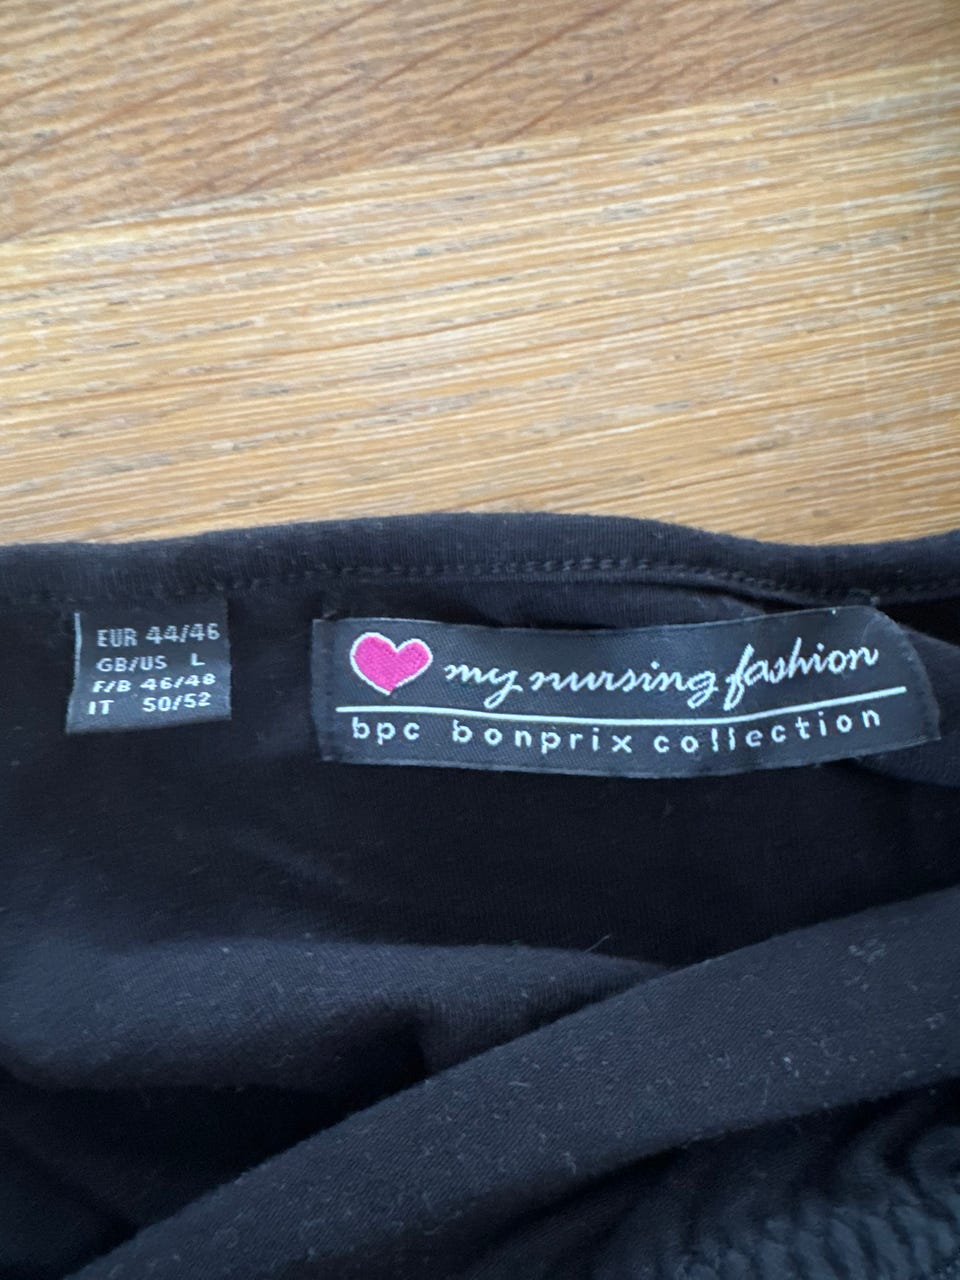 EUR 44/46
GB/US L
F/B 46/48
IT 50/52
my nursing fashion
bpc bonprix collection